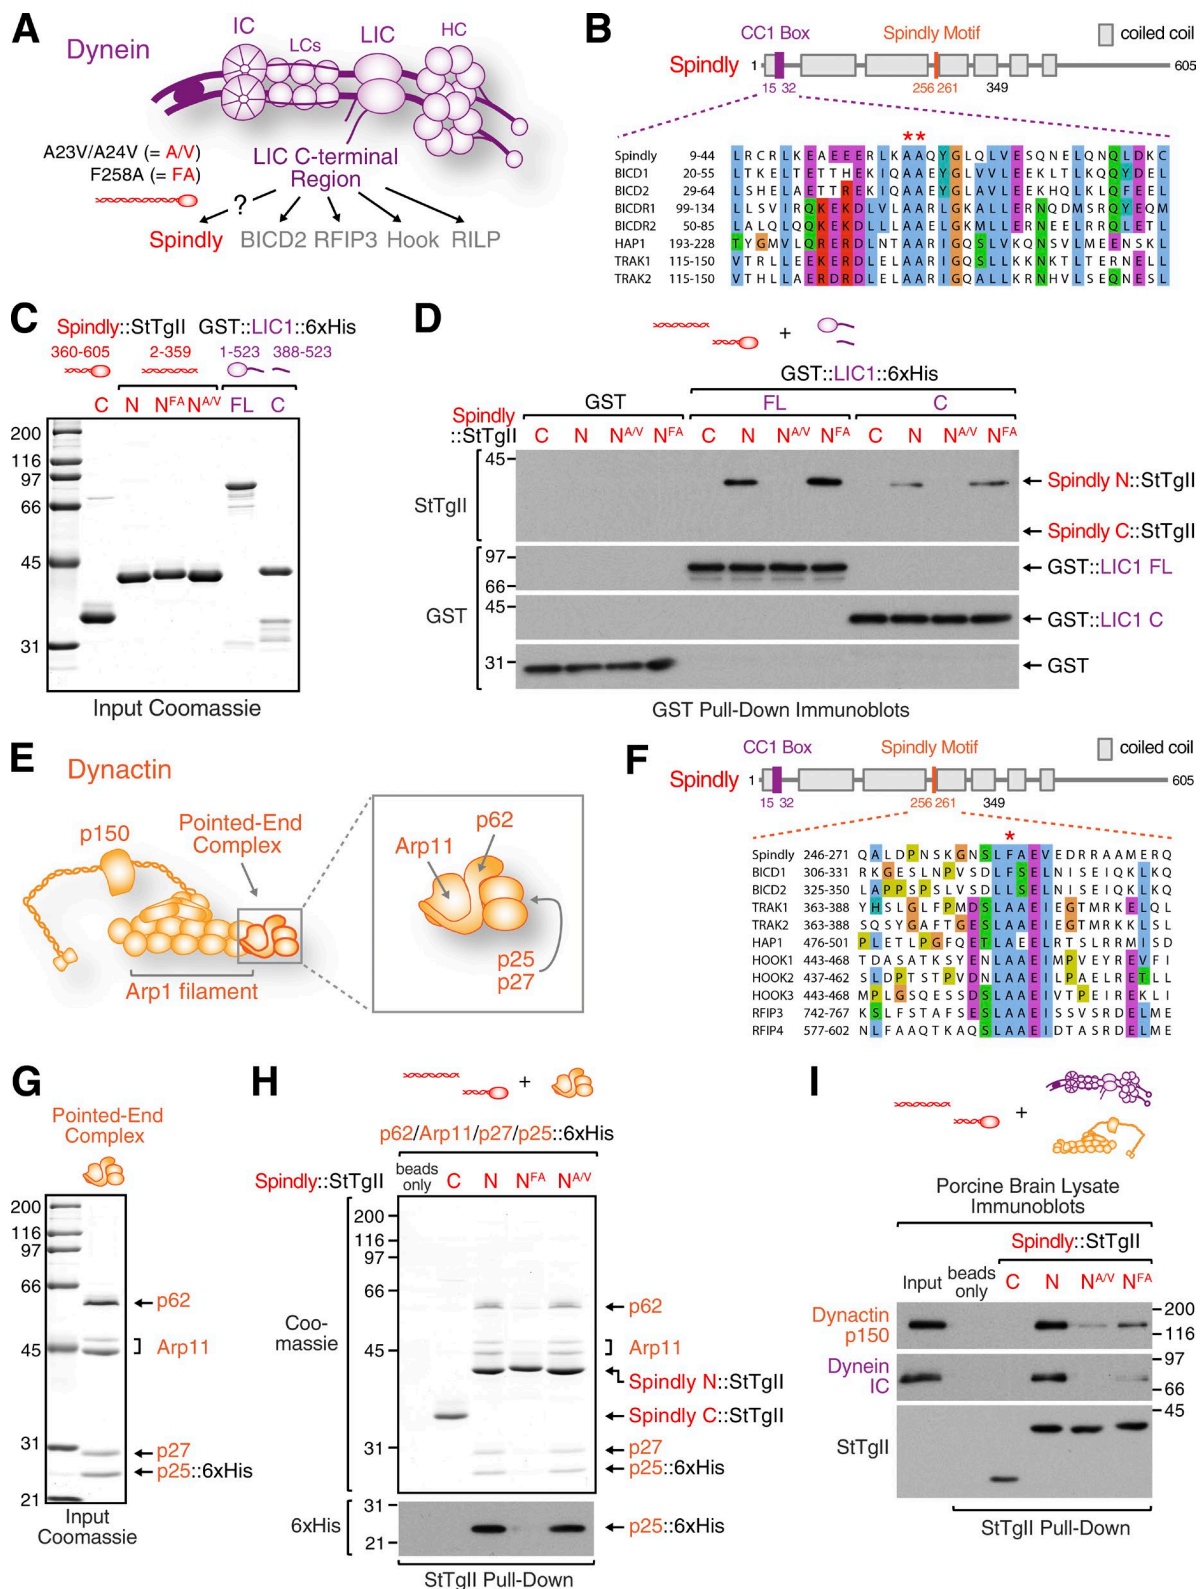 A
Dynein
IC
LCs
LIC
HC
A23V/A24V (= A/V)
F258A (= FA)
LIC C-terminal
Region
?
Spindly BICD2 RFIP3 Hook RILP
B
CC1 Box
Spindly Motif
coiled coil
Spindly
1
605
15 32
256 261
349
**
Spindly 9-44 LRCRLKEAEEERLKAAQYGLQLVESQNELQNQLDKC
BICD1 20-55 LTKELTETTHEKIQAAEYGLVVLEEKLTLKQQYDEL
BICD2 29-64 LSHELAETTREKIQAAEYGLAVLEEKHQLKLQFEEL
BICDR1 99-134 LLSVIRQKEKDLVLAARLGKALLERNQDMSRQYEQM
BICDR2 50-85 LALQLQQKERDLILAAELGKMLLERNEELRRQLETL
HAP1 193-228 TYGMVLQRERDLNTAARIGQSLVKQNSVLMEENSKL
TRAK1 115-150 VTRLLEEKERDLELAARIGQSLLKKNKTLTERNELL
TRAK2 115-150 VTHLLAERDRDLELAARIGQALLKRNHVLSEQNESL
C
Spindly::StTgII GST::LIC1::6xHis
360-605 2-359 1-523 388-523
C N N^FA N^A/V FL C
200
116
97
66
45
31
Input Coomassie
D
+
GST::LIC1::6xHis
GST FL C
Spindly
::StTgII
C N N^A/V N^FA C N N^A/V N^FA C N N^A/V N^FA
45
StTgII
Spindly N::StTgII
Spindly C::StTgII
97
66
GST::LIC1 FL
45
GST
GST::LIC1 C
31
GST
GST Pull-Down Immunoblots
E
Dynactin
p150
Pointed-End
Complex
Arp1 filament
Arp11
p62
p25
p27
F
CC1 Box
Spindly Motif
coiled coil
Spindly
1
605
15 32
256 261
349
*
Spindly 246-271 QALDPNSKGNSLFAEVEDRRAAMERQ
BICD1 306-331 RKGESLNPVSDLFSELNISEIQKLKQ
BICD2 325-350 LAPPSPSLVSDLLSELNISEIQKLKQ
TRAK1 363-388 YHSLGLFPMDSLAAEIEGTMRKELQL
TRAK2 363-388 SQSYGAFTGESLAAEIEGTMRKKLSL
HAP1 476-501 PLETLPGFQETLAEELRTSLRRMISD
HOOK1 443-468 TDASATKSYENLAAEIMPVEYREVFI
HOOK2 437-462 SLDPTSTPVDNLAAEILPAELRETLL
HOOK3 443-468 MPLGSQESSDSLAAEIVTPEIREKLI
RFIP3 742-767 KSLFSTAFSESLAAEISSVSRDELME
RFIP4 577-602 NLFAAQTKAQSLAAEIDTASRDELME
G
Pointed-End
Complex
200
116
97
66
p62
45
Arp11
31
p27
p25::6xHis
21
Input
Coomassie
H
+
p62/Arp11/p27/p25::6xHis
Spindly::StTgII
beads
only
C N N^FA N^A/V
200
116
97
66
p62
Coo-
massie
45
Arp11
Spindly N::StTgII
Spindly C::StTgII
31
p27
p25::6xHis
31
6xHis
p25::6xHis
21
StTgII Pull-Down
I
+
Porcine Brain Lysate
Immunoblots
Spindly::StTgII
Input
beads
only
C N N^A/V N^FA
Dynactin
p150
200
116
Dynein
IC
97
66
45
StTgII
StTgII Pull-Down